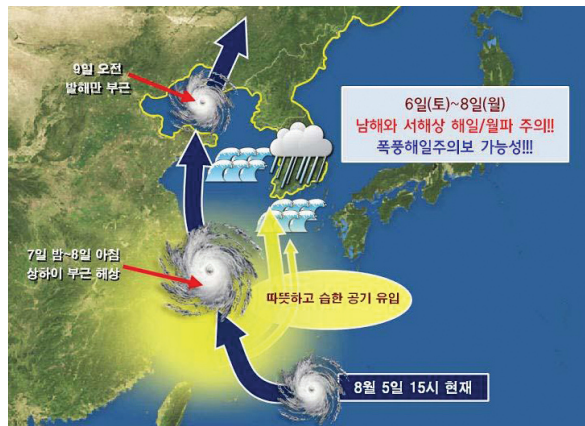 9일 오전
발해만 부근
6일(토)~8일(월)
남해와 서해상 해일/월파 주의!!
폭풍해일주의보 가능성!!!
7일 밤~8일 아침
상하이 부근 해상
따뜻하고 습한 공기 유입
8월 5일 15시 현재